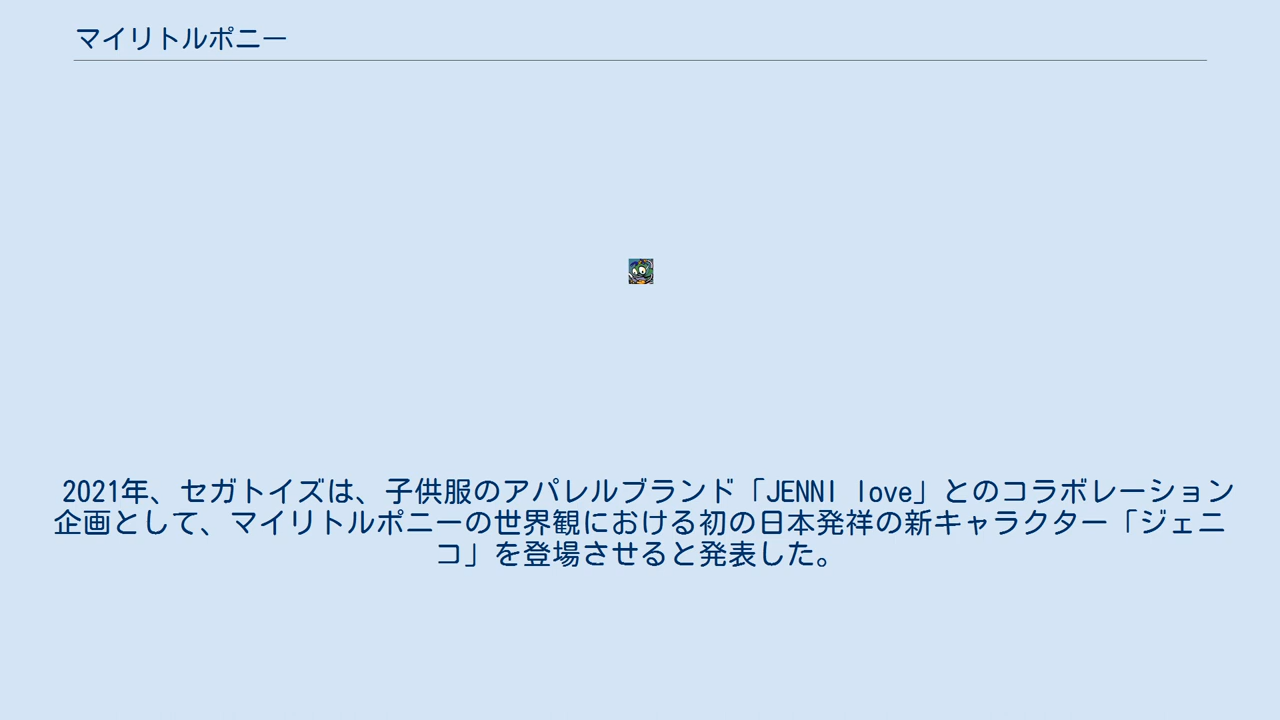 マイリトルポニー
2021年、セガトイズは、子供服のアパレルブランド「JENNI love」とのコラボレーション
企画として、マイリトルポニーの世界観における初の日本発祥の新キャラクター「ジェニ
コ」を登場させると発表した。